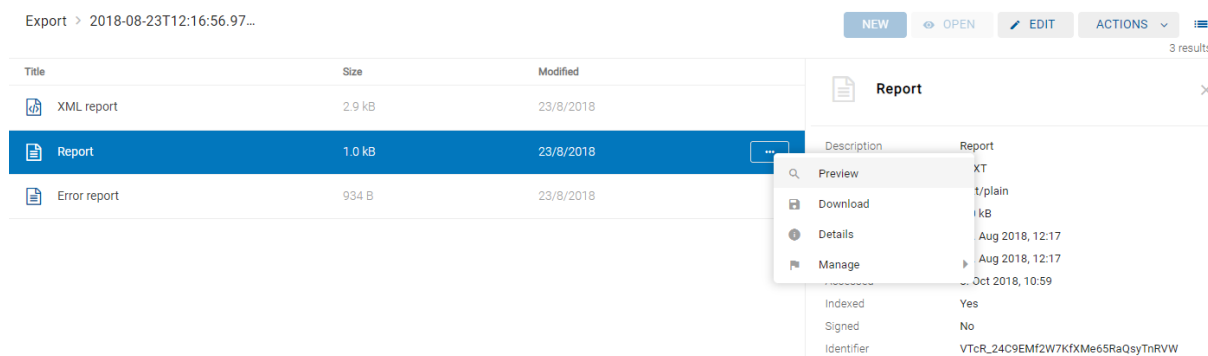 Export > 2018-08-23T12:16:56.97...
NEW OPEN EDIT ACTIONS
3 results
Title Size Modified
XML report 2.9 kB 23/8/2018
Report 1.0 kB 23/8/2018 ...
Error report 934 B 23/8/2018
Preview
Download
Details
Manage
Report
Description Report
XT
t/plain
kB
Aug 2018, 12:17
Aug 2018, 12:17
Oct 2018, 10:59
Indexed Yes
Signed No
Identifier VTcR_24C9EMf2W7KfXMe65RaQsyTnRVW